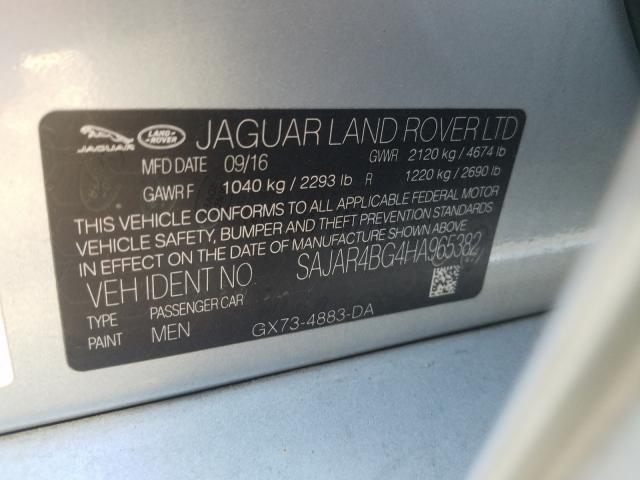 JAGUAR LAND-ROVER JAGUAR LAND ROVER LTD
MFD DATE 09/16 GVWR 2120 kg / 4674 lb
GAWR F 1040 kg / 2293 lb R 1220 kg / 2690 lb
THIS VEHICLE CONFORMS TO ALL APPLICABLE FEDERAL MOTOR
VEHICLE SAFETY, BUMPER AND THEFT PREVENTION STANDARDS
IN EFFECT ON THE DATE OF MANUFACTURE SHOWN ABOVE
VEH IDENT NO. SAJAR4BG4HA965382
TYPE PASSENGER CAR
PAINT MEN GX73-4883-DA